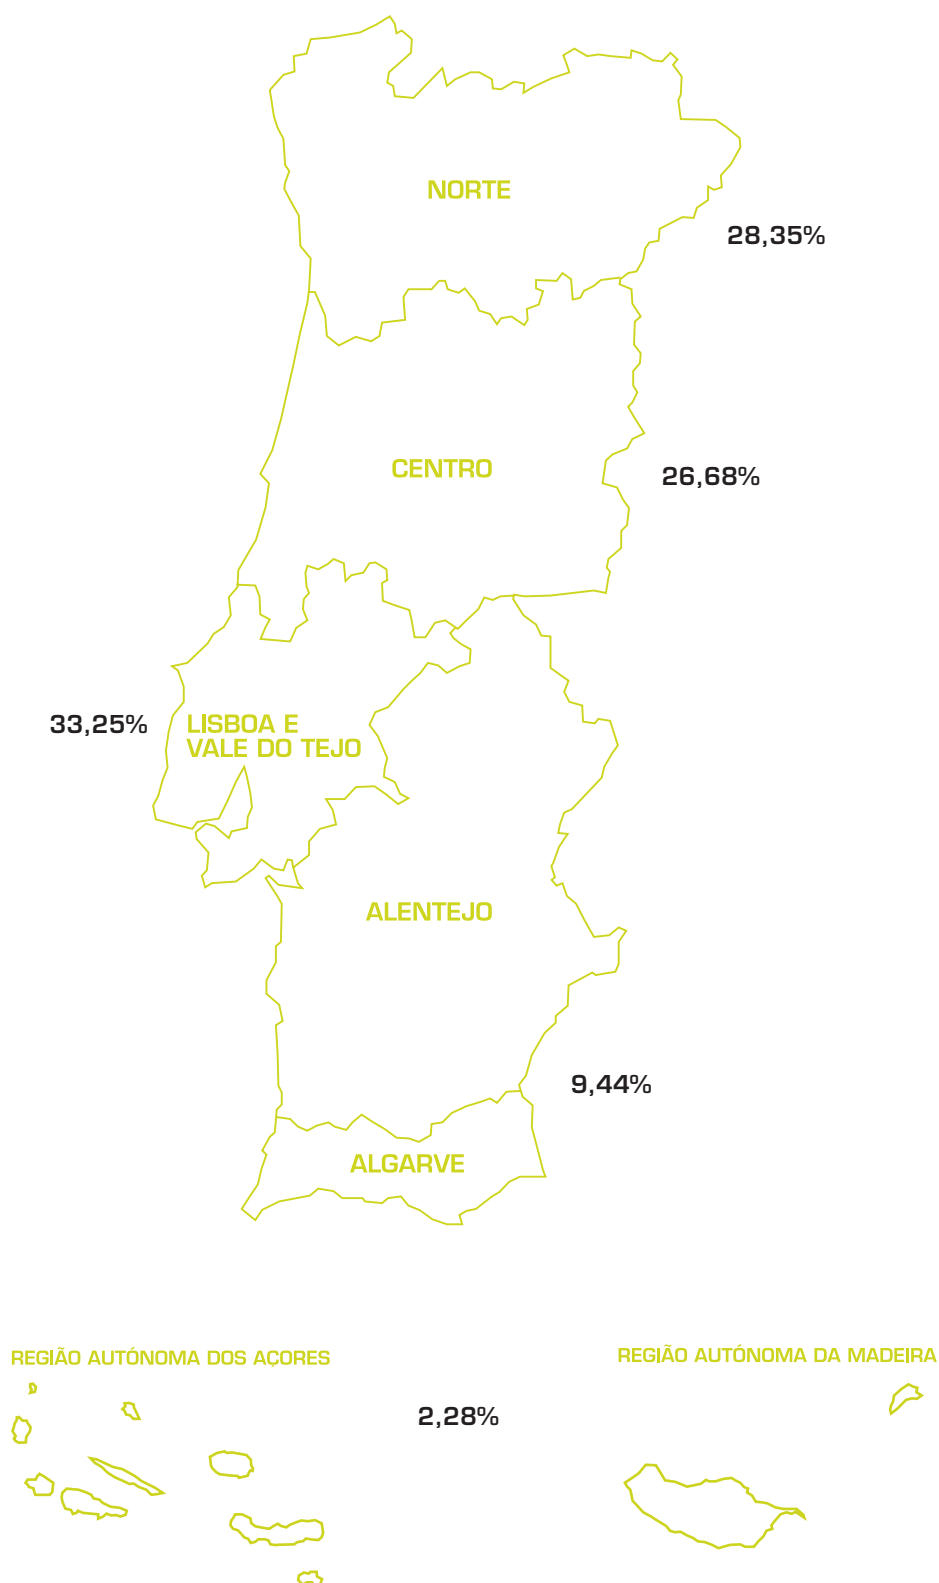 NORTE
28,35%
CENTRO
26,68%
33,25%
LISBOA E
VALE DO TEJO
ALENTEJO
9,44%
ALGARVE
REGIÃO AUTÓNOMA DOS AÇORES
REGIÃO AUTÓNOMA DA MADEIRA
2,28%